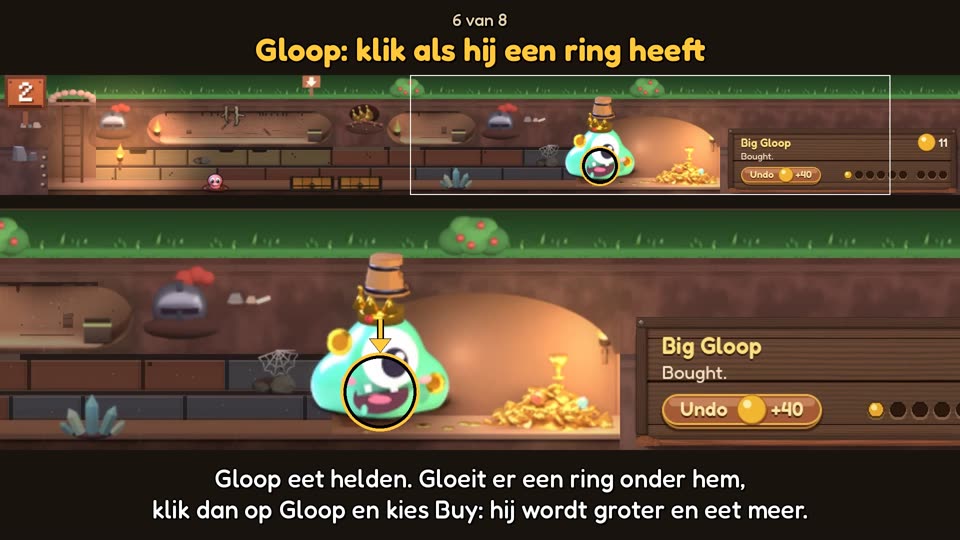 6 van 8
Gloop: klik als hij een ring heeft
2
Big Gloop
11
Bought.
Undo +40
Big Gloop
Bought.
Undo +40
Gloop eet helden. Gloeit er een ring onder hem,
klik dan op Gloop en kies Buy: hij wordt groter en eet meer.